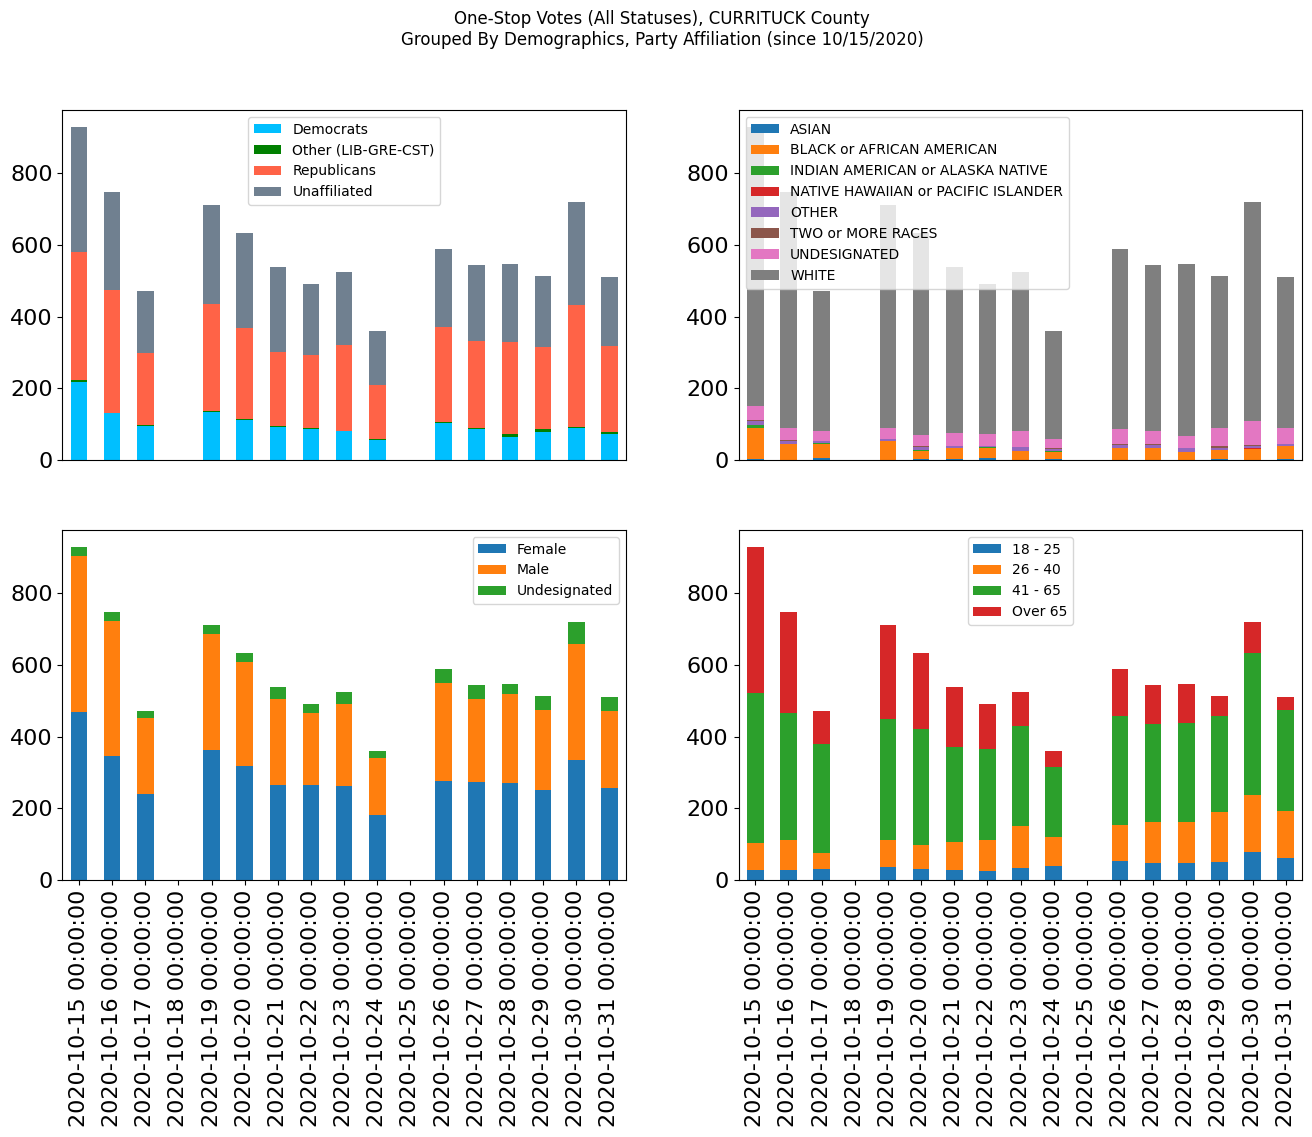 One-Stop Votes (All Statuses), CURRITUCK County
Grouped By Demographics, Party Affiliation (since 10/15/2020)
800
600
400
200
0
Democrats
Other (LIB-GRE-CST)
Republicans
Unaffiliated
800
600
400
200
0
ASIAN
BLACK or AFRICAN AMERICAN
INDIAN AMERICAN or ALASKA NATIVE
NATIVE HAWAIIAN or PACIFIC ISLANDER
OTHER
TWO or MORE RACES
UNDESIGNATED
WHITE
800
600
400
200
0
Female
Male
Undesignated
2020-10-15 00:00:00
2020-10-16 00:00:00
2020-10-17 00:00:00
2020-10-18 00:00:00
2020-10-19 00:00:00
2020-10-20 00:00:00
2020-10-21 00:00:00
2020-10-22 00:00:00
2020-10-23 00:00:00
2020-10-24 00:00:00
2020-10-25 00:00:00
2020-10-26 00:00:00
2020-10-27 00:00:00
2020-10-28 00:00:00
2020-10-29 00:00:00
2020-10-30 00:00:00
2020-10-31 00:00:00
800
600
400
200
0
18 - 25
26 - 40
41 - 65
Over 65
2020-10-15 00:00:00
2020-10-16 00:00:00
2020-10-17 00:00:00
2020-10-18 00:00:00
2020-10-19 00:00:00
2020-10-20 00:00:00
2020-10-21 00:00:00
2020-10-22 00:00:00
2020-10-23 00:00:00
2020-10-24 00:00:00
2020-10-25 00:00:00
2020-10-26 00:00:00
2020-10-27 00:00:00
2020-10-28 00:00:00
2020-10-29 00:00:00
2020-10-30 00:00:00
2020-10-31 00:00:00